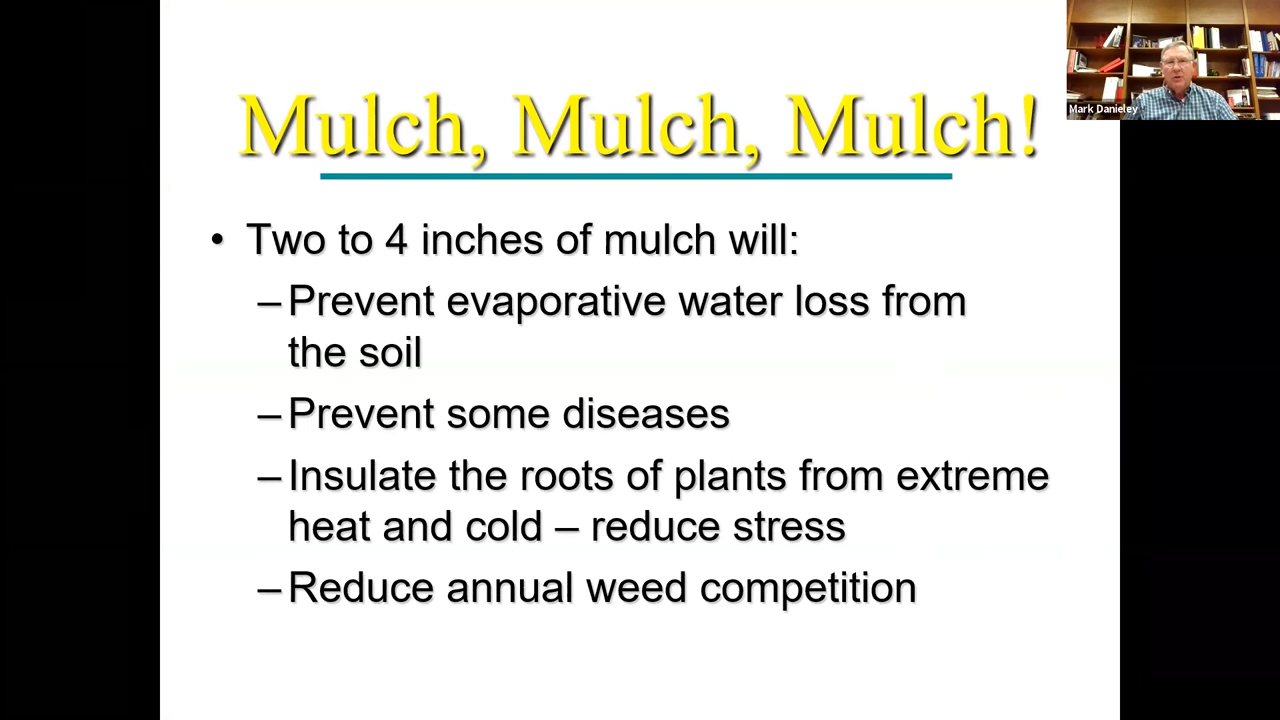 Mulch, Mulch, Mulch!
Mark Danieley
• Two to 4 inches of mulch will:
– Prevent evaporative water loss from
the soil
– Prevent some diseases
– Insulate the roots of plants from extreme
heat and cold – reduce stress
– Reduce annual weed competition